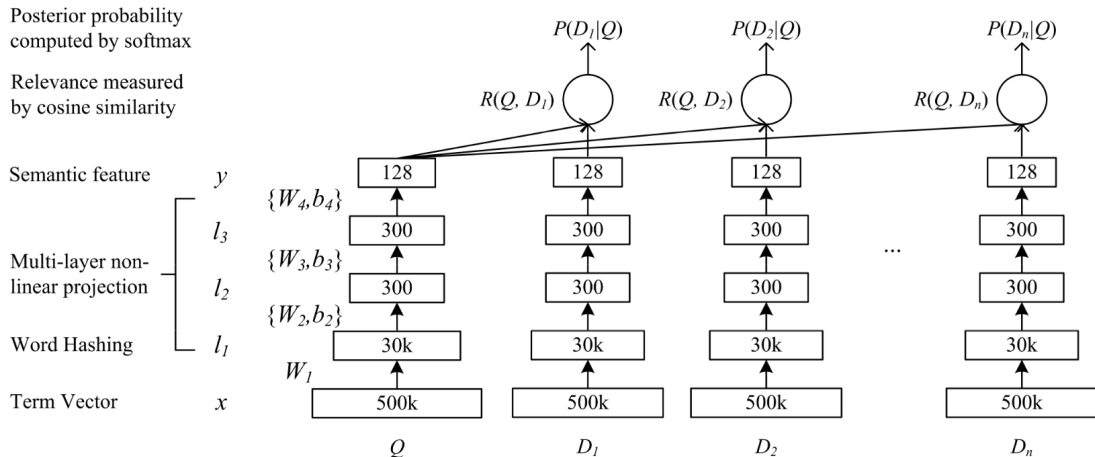 Posterior probability
computed by softmax
P(D1|Q)
P(D2|Q)
P(Dn|Q)
Relevance measured
by cosine similarity
R(Q, D1)
R(Q, D2)
R(Q, Dn)
Semantic feature
y
128
128
128
128
{W4,b4}
l3
300
300
300
300
...
{W3,b3}
Multi-layer non-
linear projection
l2
300
300
300
300
{W2,b2}
Word Hashing
l1
30k
30k
30k
30k
W1
Term Vector
x
500k
500k
500k
500k
Q
D1
D2
Dn